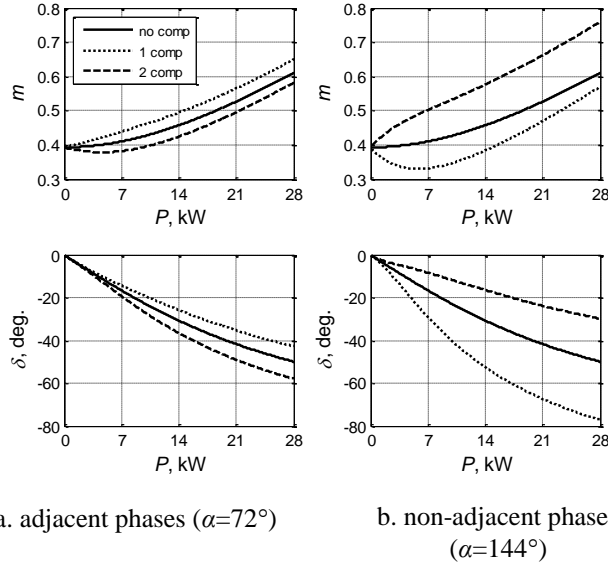 0.8
0.7
0.6
0.5
0.4
0.3
m
no comp
1 comp
2 comp
0 7 14 21 28
P, kW
0.8
0.7
0.6
0.5
0.4
0.3
m
0 7 14 21 28
P, kW
0
-20
-40
-60
-80
δ, deg.
0 7 14 21 28
P, kW
0
-20
-40
-60
-80
δ, deg.
0 7 14 21 28
P, kW
a. adjacent phases (α=72°)
b. non-adjacent phase
(α=144°)